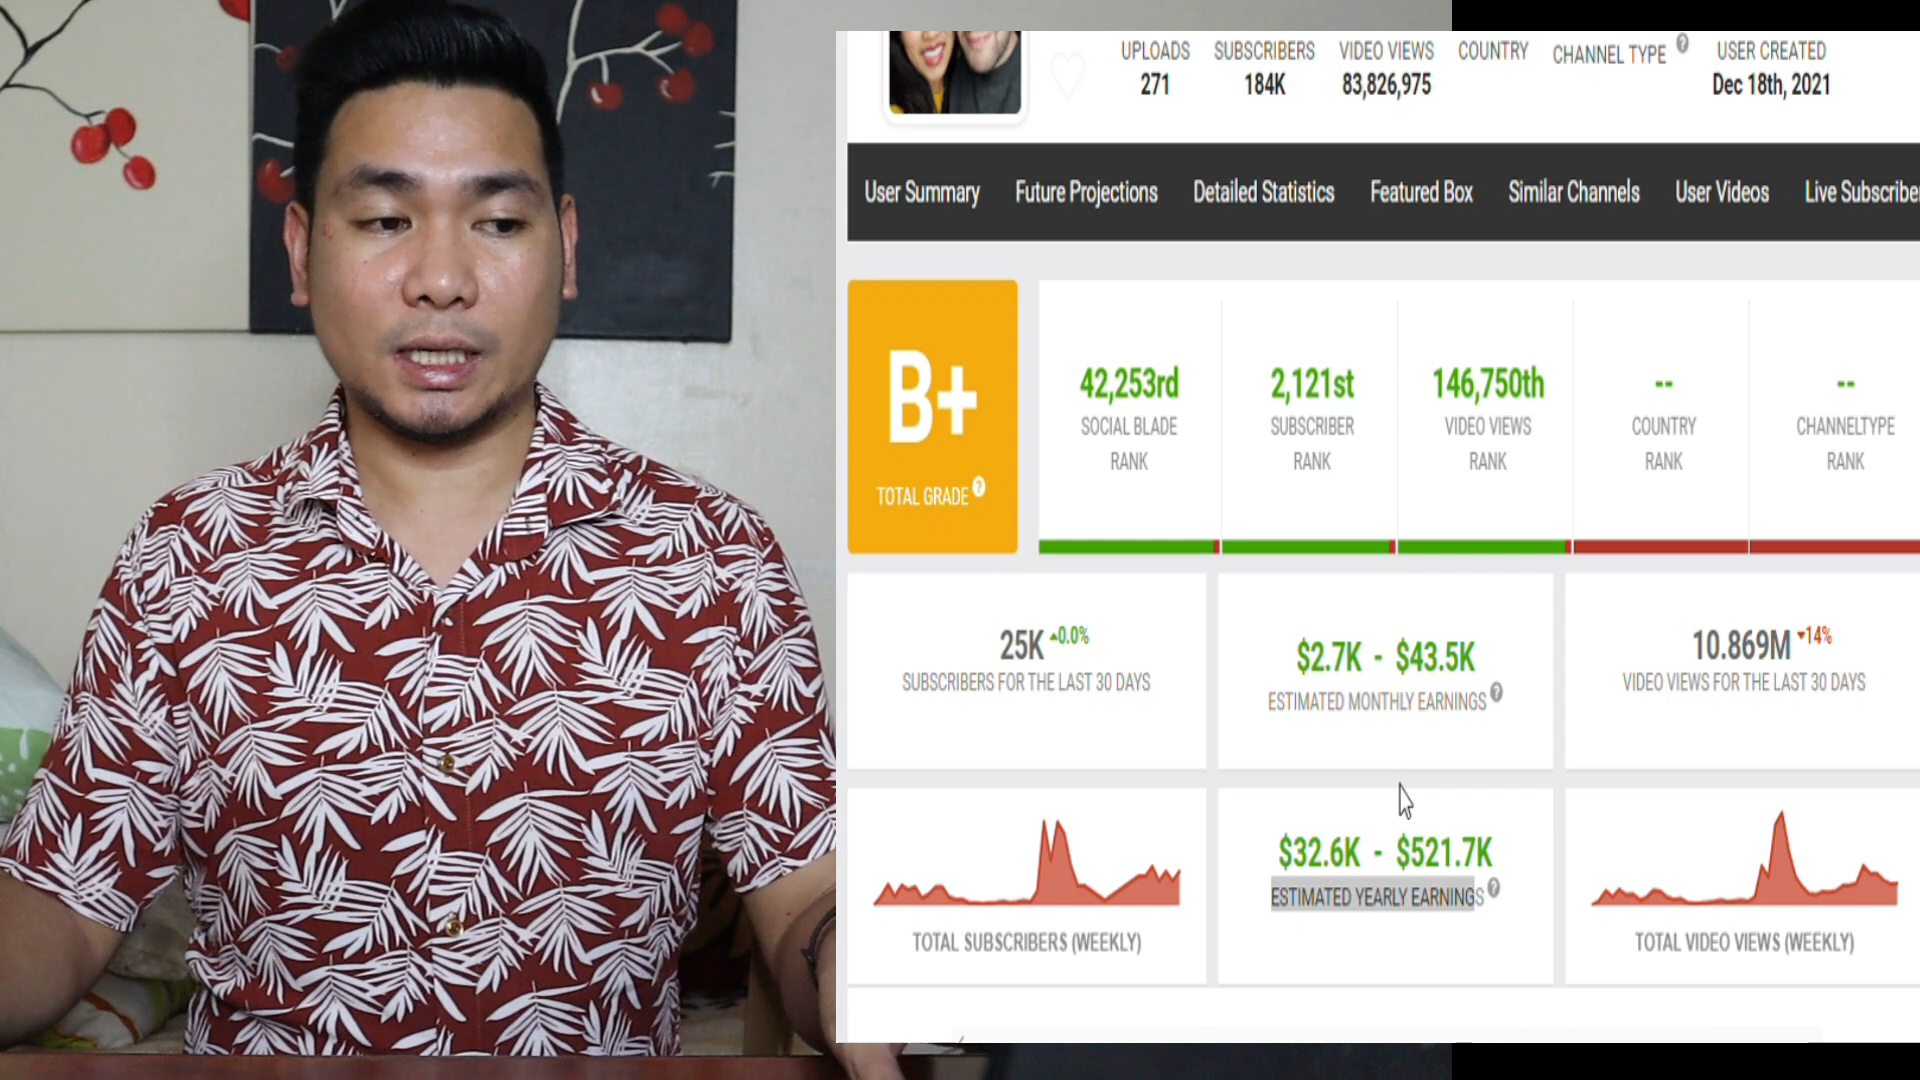 UPLOADS SUBSCRIBERS VIDEO VIEWS COUNTRY CHANNEL TYPE ? USER CREATED
271 184K 83,826,975 Dec 18th, 2021
User Summary Future Projections Detailed Statistics Featured Box Similar Channels User Videos Live Subscriber
B+
TOTAL GRADE ?
42,253rd 2,121st 146,750th -- --
SOCIAL BLADE SUBSCRIBER VIDEO VIEWS COUNTRY CHANNELTYPE
RANK RANK RANK RANK RANK
25K 0.0%
SUBSCRIBERS FOR THE LAST 30 DAYS
$2.7K - $43.5K
ESTIMATED MONTHLY EARNINGS ?
10.869M 14%
VIDEO VIEWS FOR THE LAST 30 DAYS
TOTAL SUBSCRIBERS (WEEKLY)
$32.6K - $521.7K
ESTIMATED YEARLY EARNINGS ?
TOTAL VIDEO VIEWS (WEEKLY)